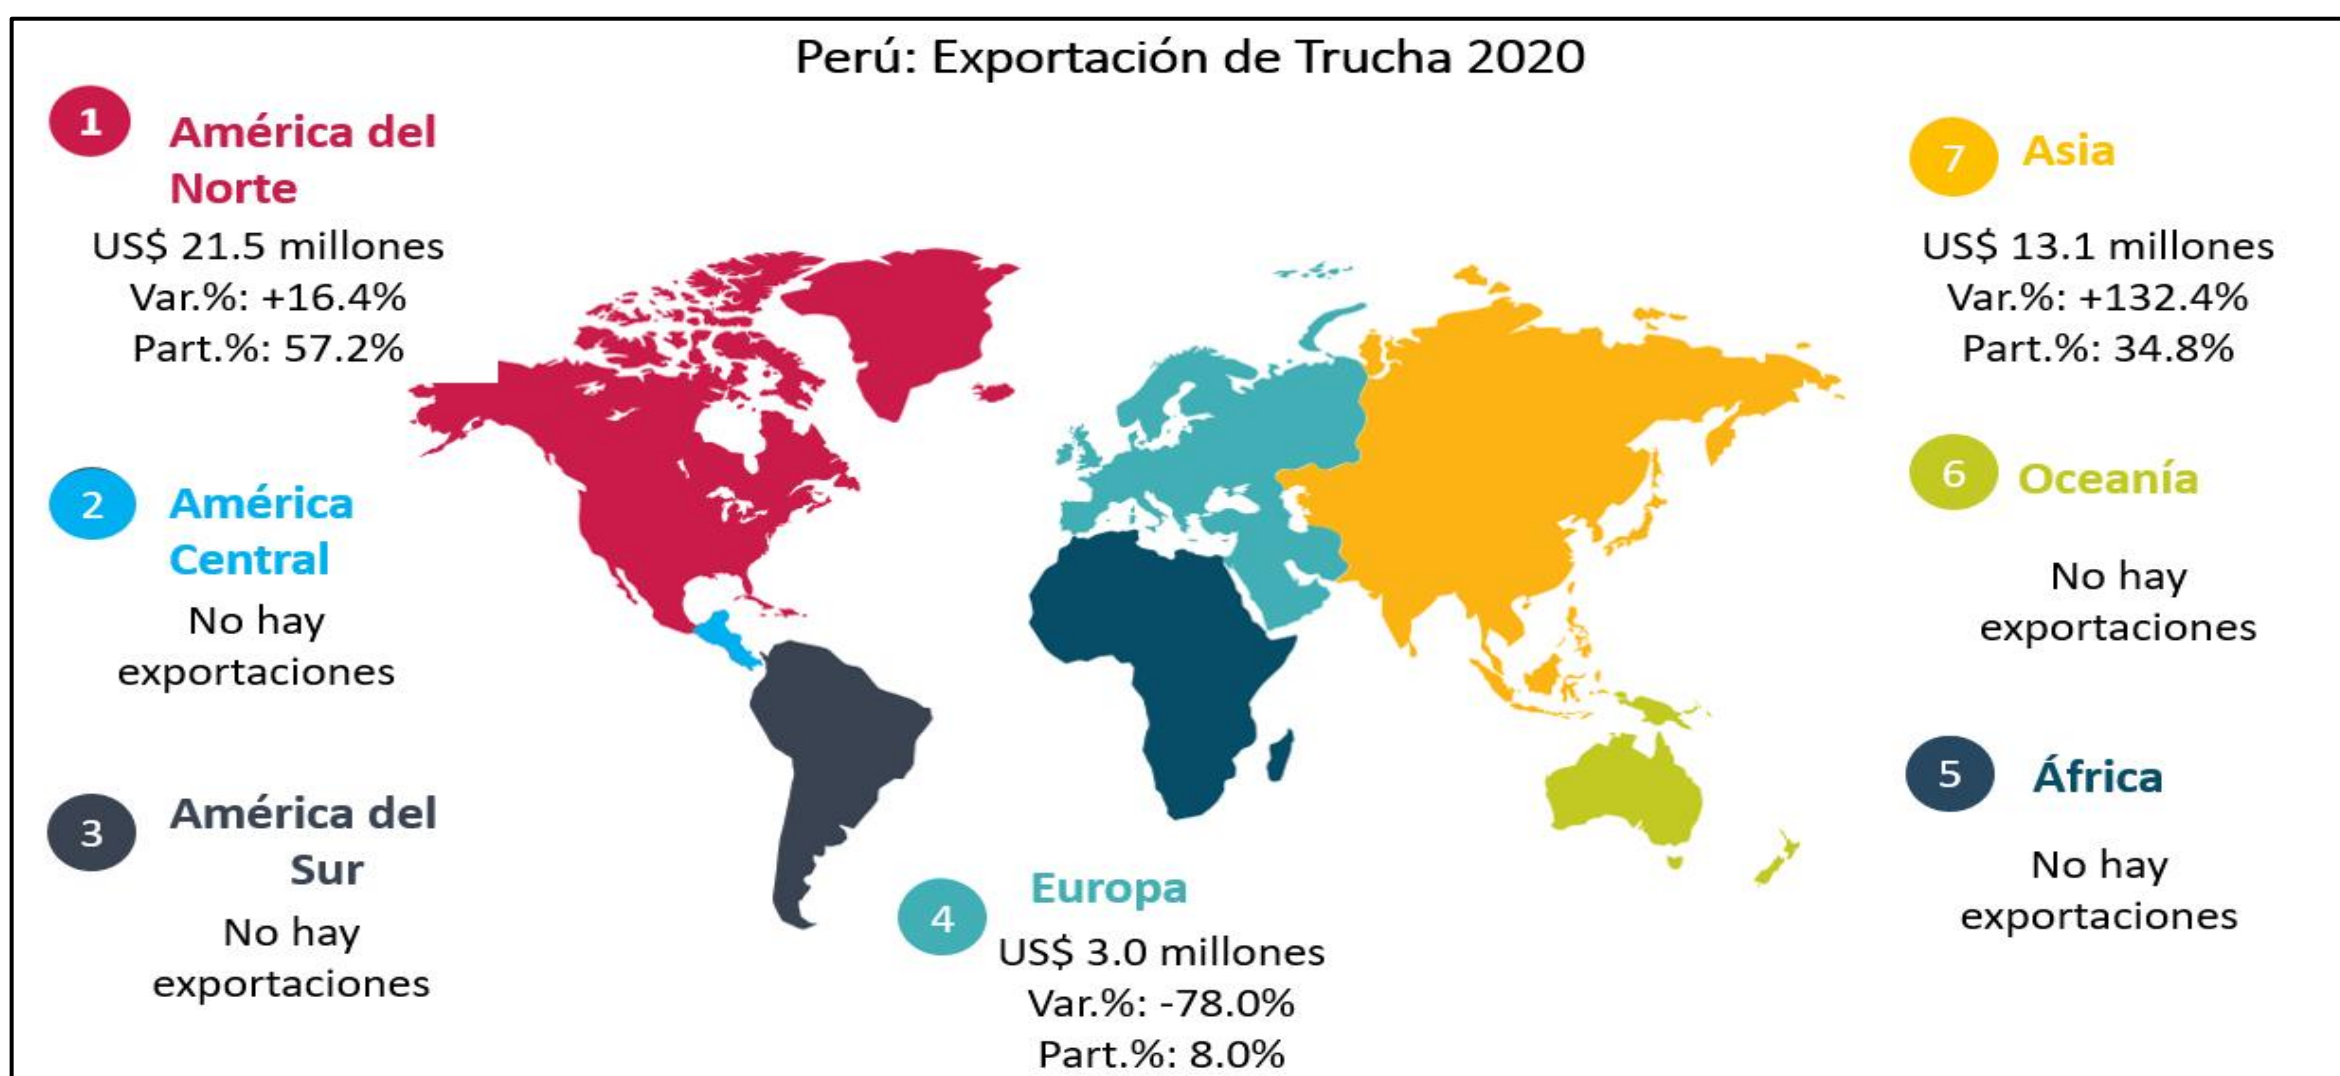 Perú: Exportación de Trucha 2020
1
América del
Norte
US$ 21.5 millones
Var.%: +16.4%
Part.%: 57.2%
2
América
Central
No hay
exportaciones
3
América del
Sur
No hay
exportaciones
4
Europa
US$ 3.0 millones
Var.%: -78.0%
Part.%: 8.0%
7
Asia
US$ 13.1 millones
Var.%: +132.4%
Part.%: 34.8%
6
Oceanía
No hay
exportaciones
5
África
No hay
exportaciones